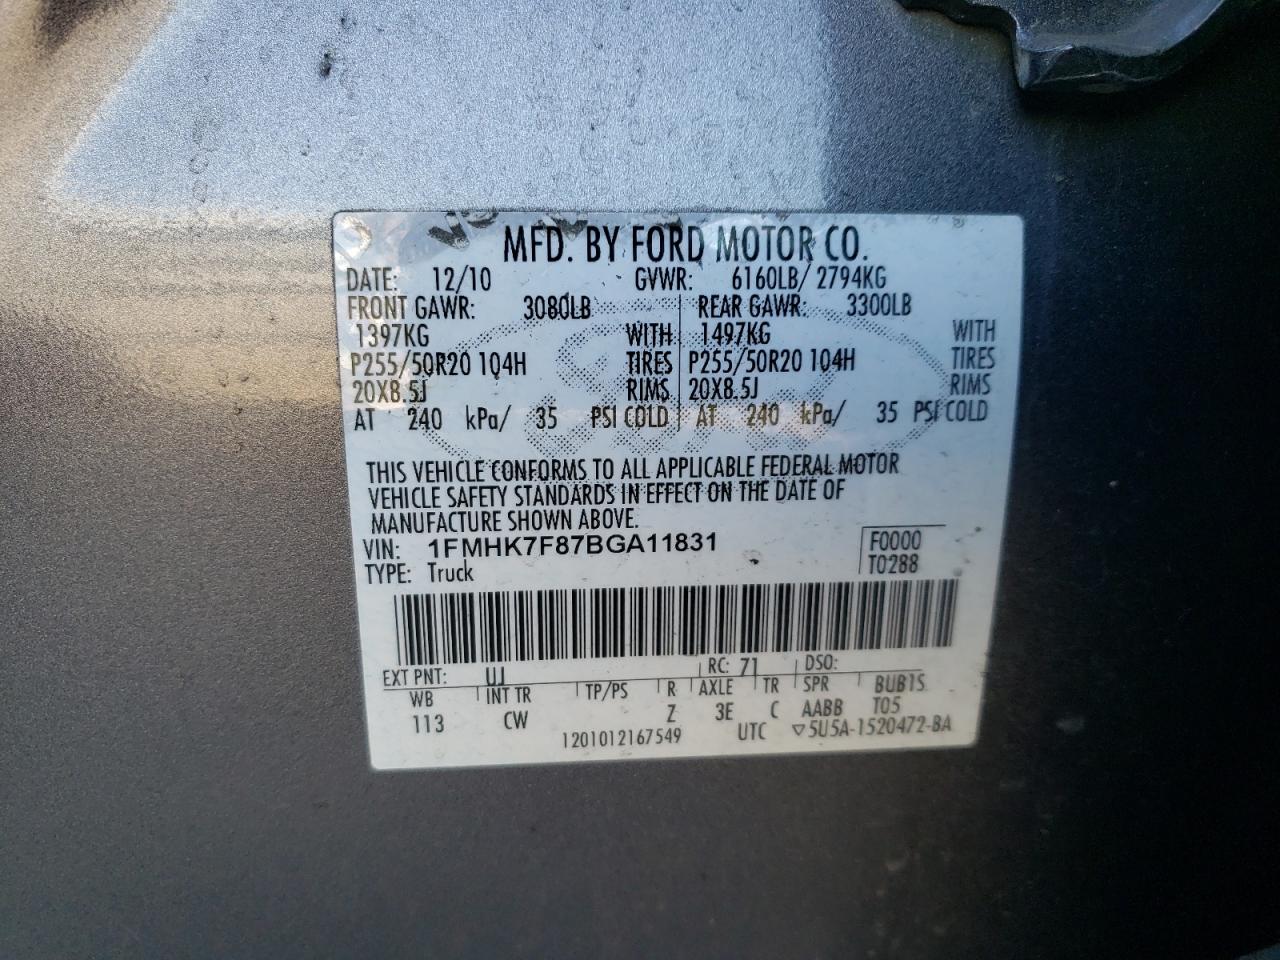 MFD. BY FORD MOTOR CO.
DATE: 12/10 GVWR: 6160LB/ 2794KG
FRONT GAWR: 3080LB REAR GAWR: 3300LB
1397KG WITH 1497KG WITH
P255/50R20 104H TIRES P255/50R20 104H TIRES
20X8.5J RIMS 20X8.5J RIMS
AT 240 kPa/ 35 PSI COLD AT 240 kPa/ 35 PSI COLD
THIS VEHICLE CONFORMS TO ALL APPLICABLE FEDERAL MOTOR
VEHICLE SAFETY STANDARDS IN EFFECT ON THE DATE OF
MANUFACTURE SHOWN ABOVE.
VIN: 1FMHK7F87BGA11831 F0000
TYPE: Truck T0288
EXT PNT: UJ RC: 71 DSO:
WB INT TR TP/PS R AXLE TR SPR BUB1S
113 CW Z 3E C AABB T05
1201012167549 UTC ▽5U5A-1520472-BA